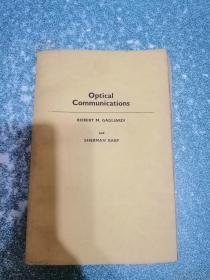 Optical
Communications
ROBERT M. GAGLIARDI
and
SHERMAN KARP